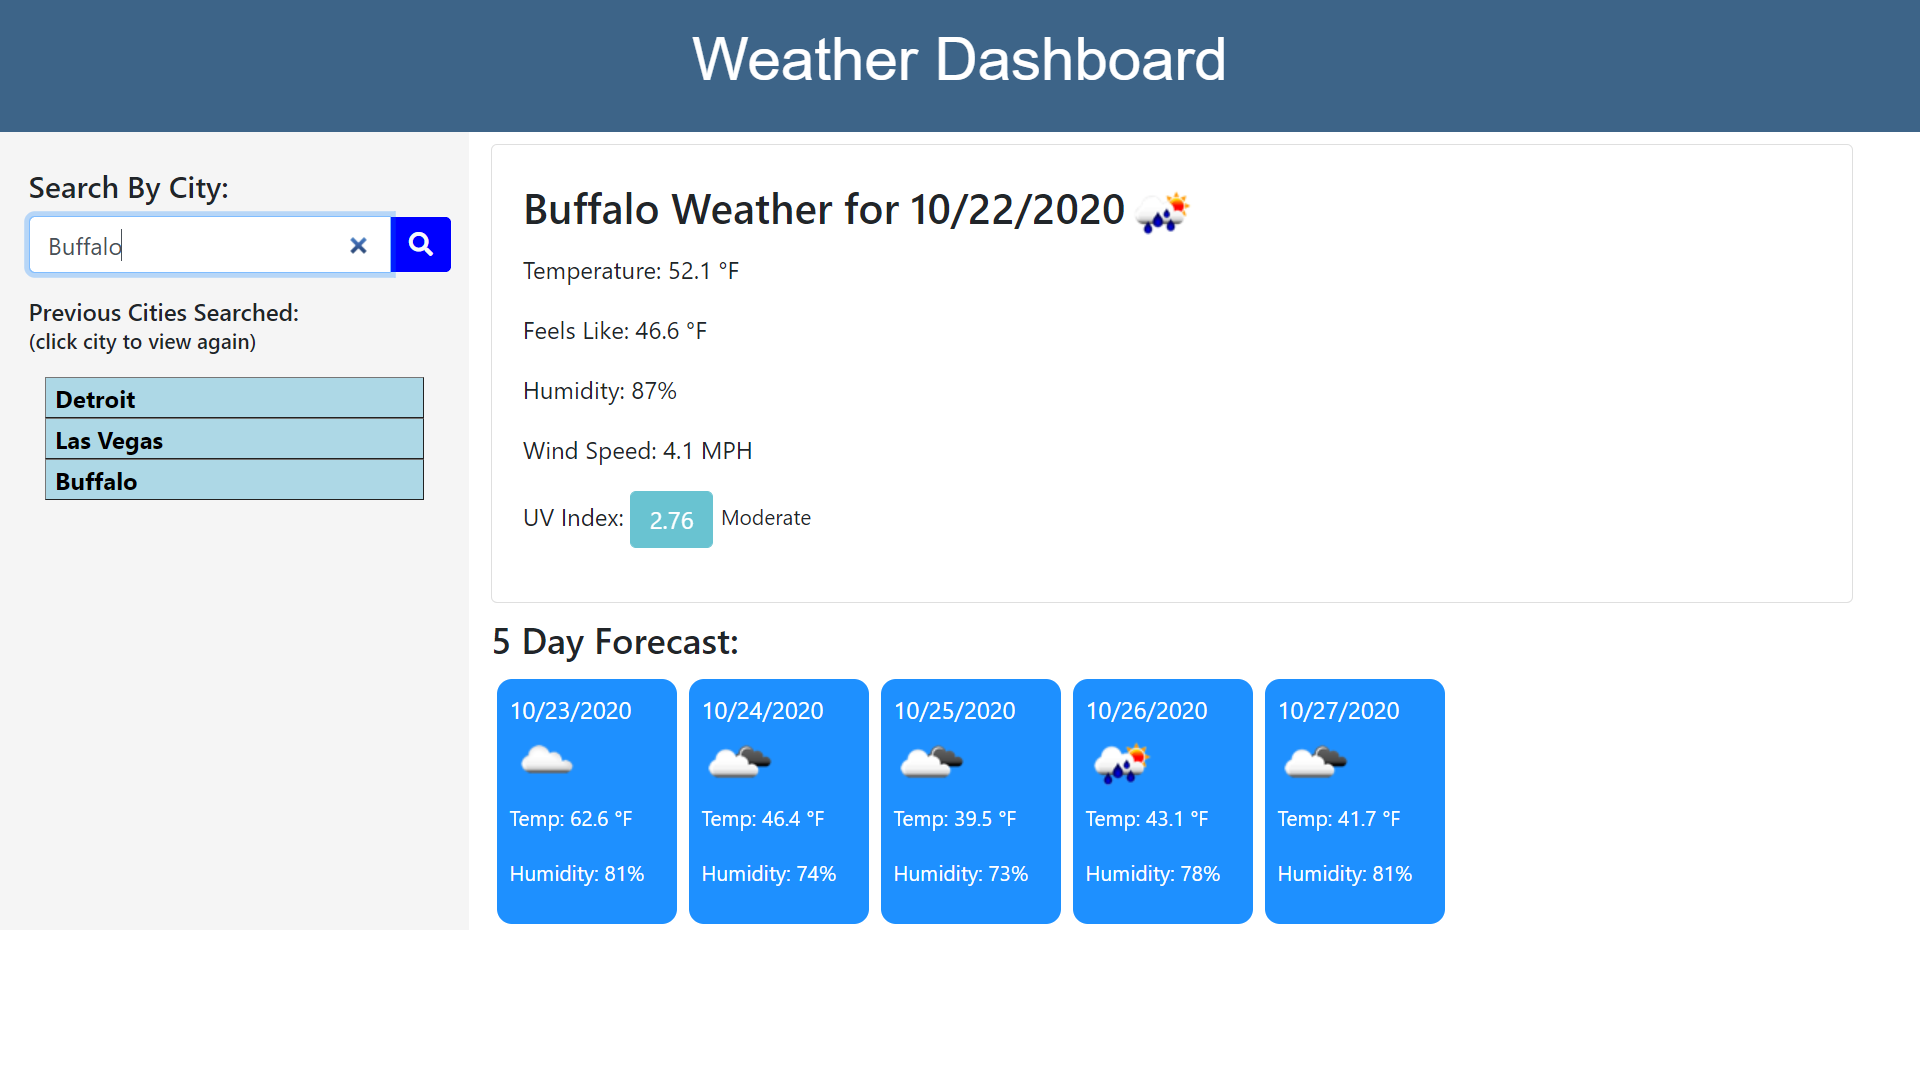 Weather Dashboard
Search By City:
Buffalo
Previous Cities Searched:
(click city to view again)
Detroit
Las Vegas
Buffalo
Buffalo Weather for 10/22/2020
Temperature: 52.1 °F
Feels Like: 46.6 °F
Humidity: 87%
Wind Speed: 4.1 MPH
UV Index: 2.76 Moderate
5 Day Forecast:
10/23/2020
Temp: 62.6 °F
Humidity: 81%
10/24/2020
Temp: 46.4 °F
Humidity: 74%
10/25/2020
Temp: 39.5 °F
Humidity: 73%
10/26/2020
Temp: 43.1 °F
Humidity: 78%
10/27/2020
Temp: 41.7 °F
Humidity: 81%